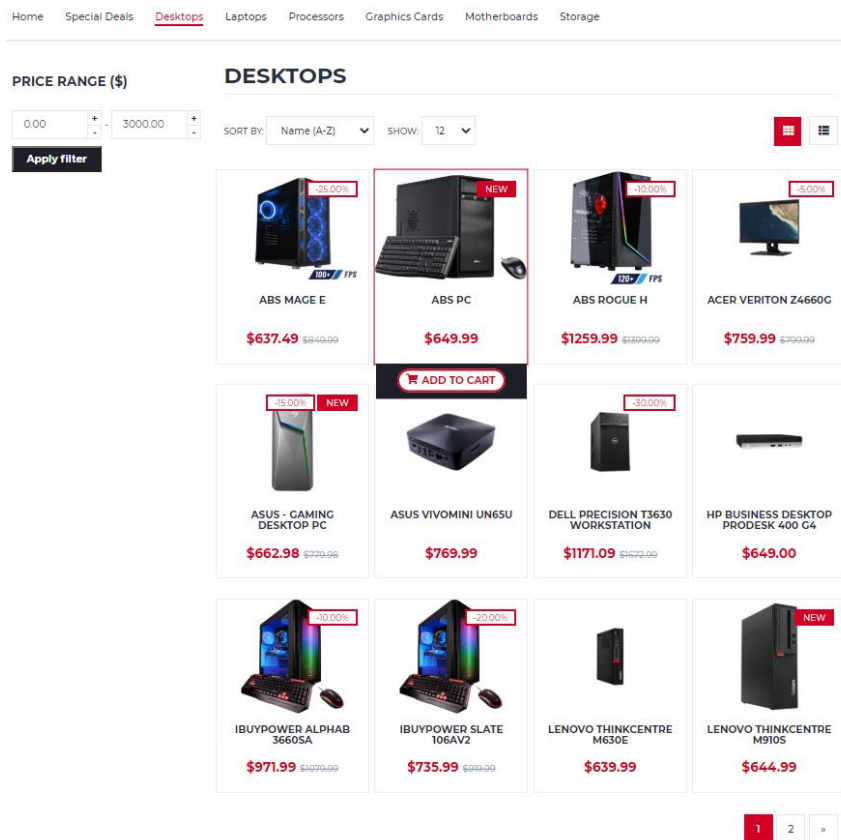 Home Special Deals Desktops Laptops Processors Graphics Cards Motherboards Storage
PRICE RANGE ($)
0.00 + - - 3000.00 + -
Apply filter
DESKTOPS
SORT BY: Name (A-Z) SHOW: 12
-25.00%
100+ FPS
ABS MAGE E
$637.49 $849.99
NEW
ABS PC
$649.99
ADD TO CART
-10.00%
120+ FPS
ABS ROGUE H
$1259.99 $1399.99
-5.00%
ACER VERITON Z4660G
$759.99 $799.99
-15.00% NEW
ASUS - GAMING
DESKTOP PC
$662.98 $779.98
ASUS VIVOMINI UN65U
$769.99
-30.00%
DELL PRECISION T3630
WORKSTATION
$1171.09 $1672.99
HP BUSINESS DESKTOP
PRODESK 400 G4
$649.00
-10.00%
IBUYPOWER ALPHAB
3660SA
$971.99 $1079.99
-20.00%
IBUYPOWER SLATE
106AV2
$735.99 $919.99
LENOVO THINKCENTRE
M630E
$639.99
NEW
LENOVO THINKCENTRE
M910S
$644.99
1 2 »